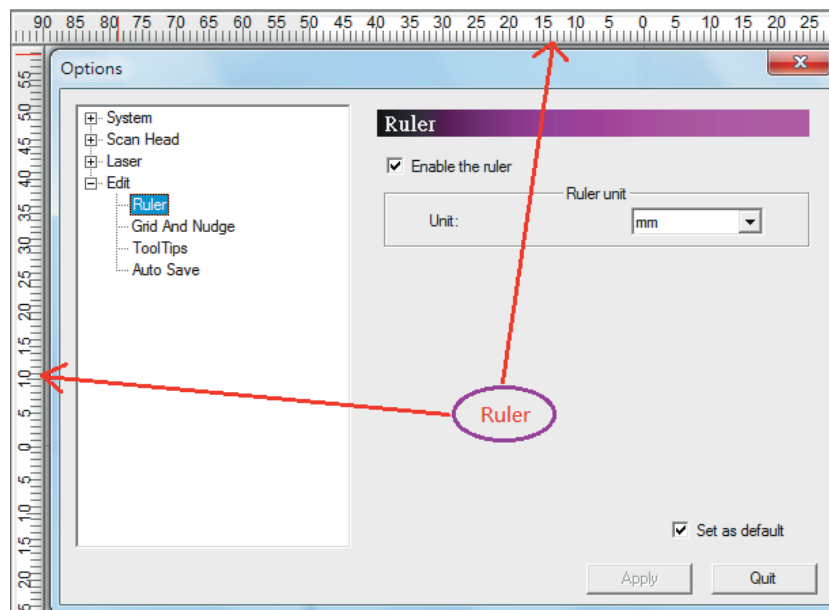 90 85 80 75 70 65 60 55 50 45 40 35 30 25 20 15 10 5 0 5 10 15 20 25
Options
System
Scan Head
Laser
Edit
Ruler
Grid And Nudge
ToolTips
Auto Save
Ruler
Enable the ruler
Ruler unit
Unit:
mm
Ruler
Set as default
Apply
Quit
55
50
45
40
35
30
25
20
15
10
5
0
5
10
15
20